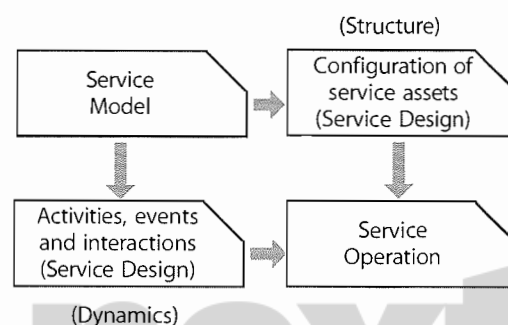 (Structure)
Service
Model
Configuration of
service assets
(Service Design)
Activities, events
and interactions
(Service Design)
Service
Operation
(Dynamics)